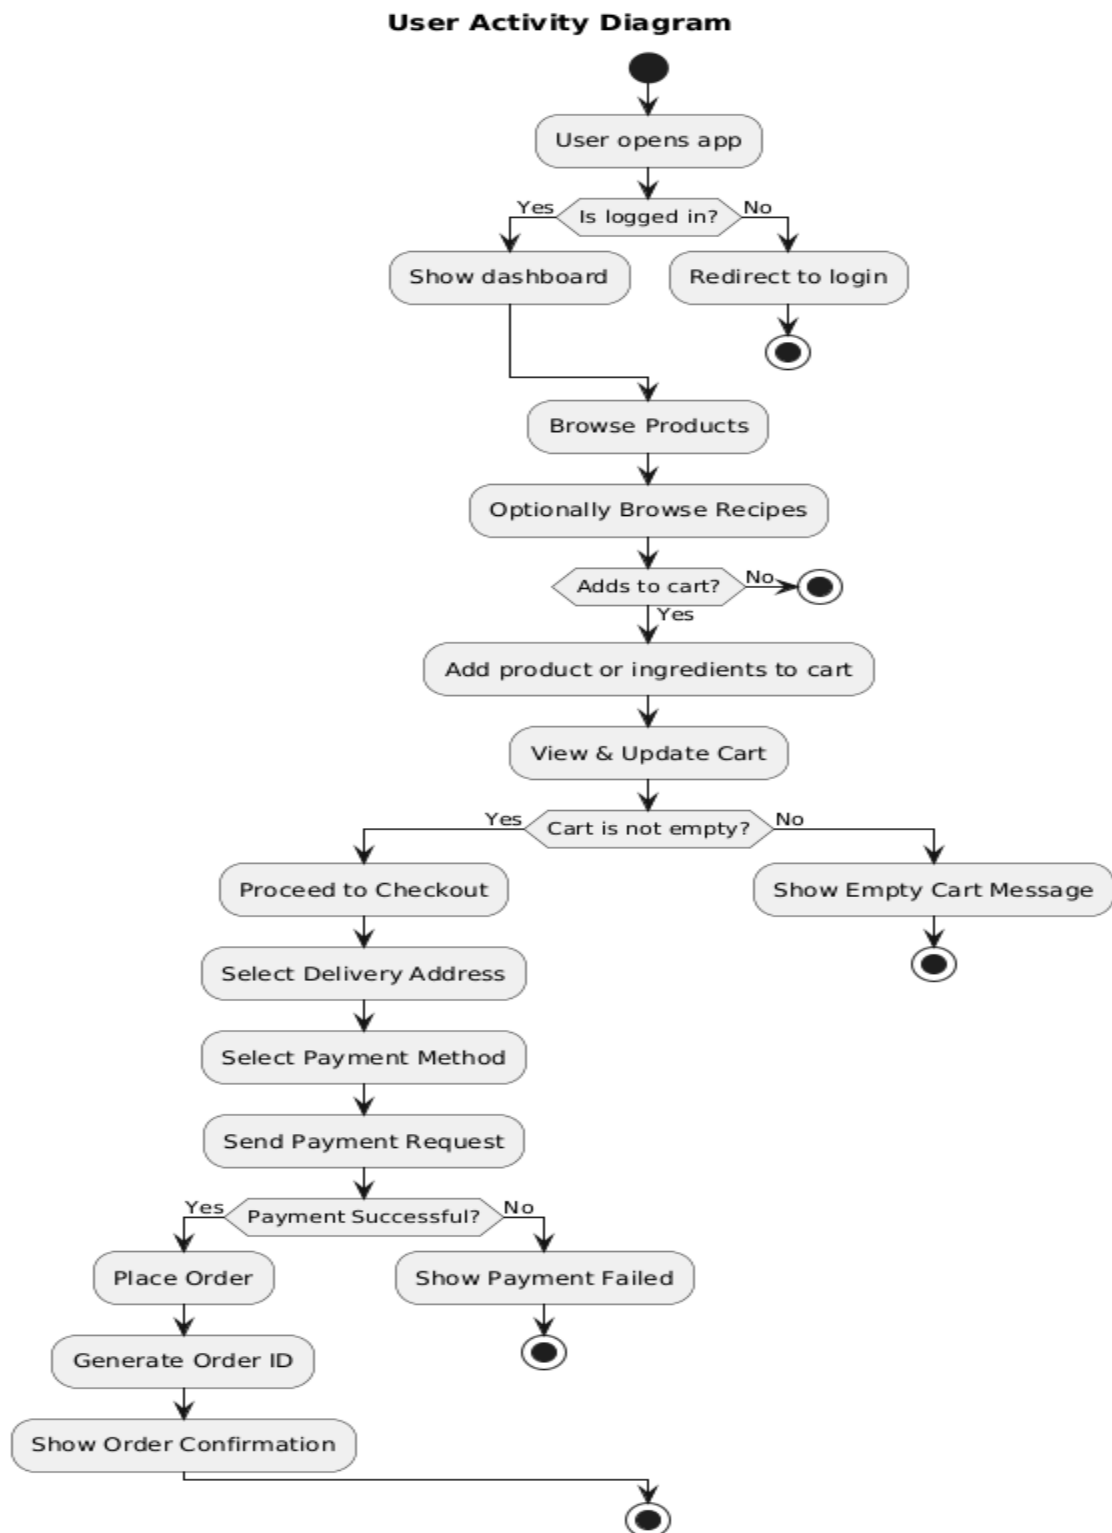 User Activity Diagram
User opens app
Yes
Is logged in?
No
Show dashboard
Redirect to login
Browse Products
Optionally Browse Recipes
Adds to cart?
No
Yes
Add product or ingredients to cart
View & Update Cart
Yes
Cart is not empty?
No
Proceed to Checkout
Show Empty Cart Message
Select Delivery Address
Select Payment Method
Send Payment Request
Yes
Payment Successful?
No
Place Order
Show Payment Failed
Generate Order ID
Show Order Confirmation